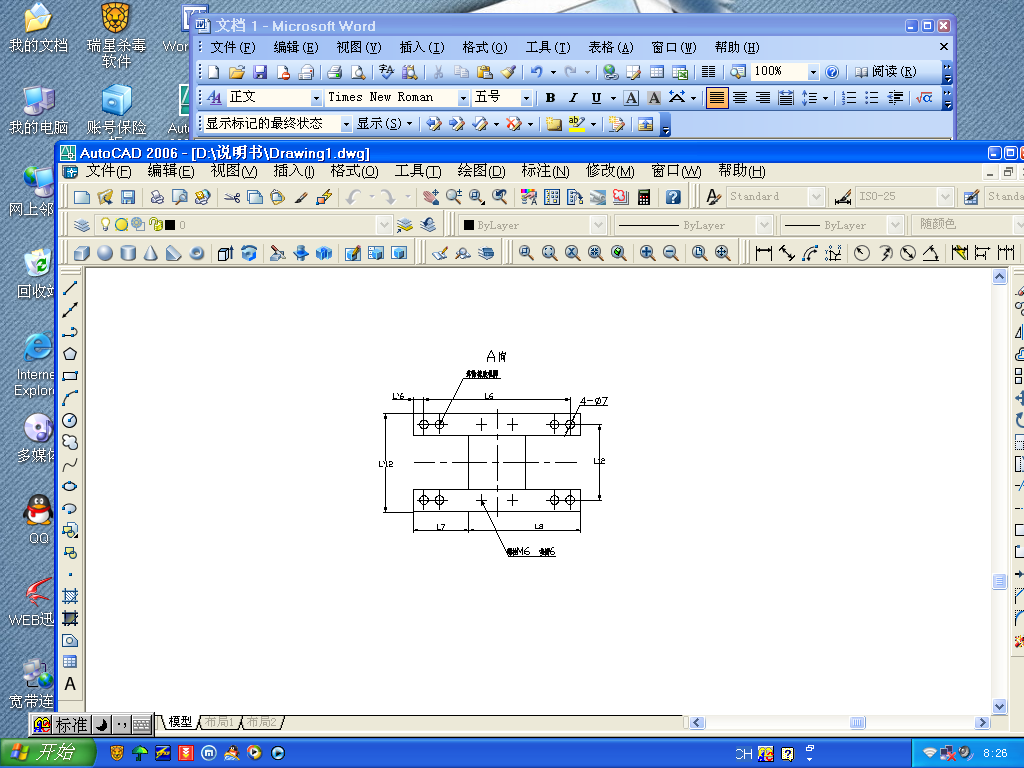 我的文档
瑞星杀毒
软件
Wor
我的电脑
账号保险
Aut
网上邻
回收站
Interne
Explor
多媒体
QQ
WEB迅
宽带连
文档 1 - Microsoft Word
文件(F) 编辑(E) 视图(V) 插入(I) 格式(O) 工具(T) 表格(A) 窗口(W) 帮助(H)
100% 阅读(R)
正文 Times New Roman 五号 B I U A A
显示标记的最终状态 显示(S)
AutoCAD 2006 - [D:\说明书\Drawing1.dwg]
文件(F) 编辑(E) 视图(V) 插入(I) 格式(O) 工具(T) 绘图(D) 标注(N) 修改(M) 窗口(W) 帮助(H)
Standard ISO-25 Standa
0 ByLayer ByLayer ByLayer 随颜色
A向
L6
4-Ø7
L7 L8
M6
A
模型 布局1 布局2
标准
开始
CH
8:26